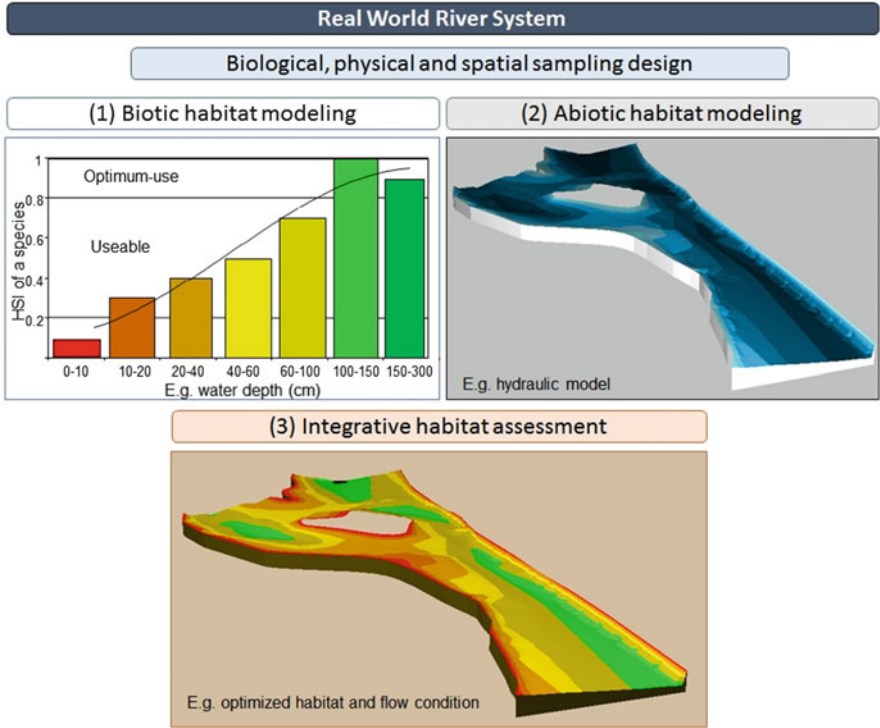 Real World River System
Biological, physical and spatial sampling design
(1) Biotic habitat modeling
HSI of a species
1
0.8
0.6
0.4
0.2
Optimum-use
Useable
0-10 10-20 20-40 40-60 60-100 100-150 150-300
E.g. water depth (cm)
(2) Abiotic habitat modeling
E.g. hydraulic model
(3) Integrative habitat assessment
E.g. optimized habitat and flow condition